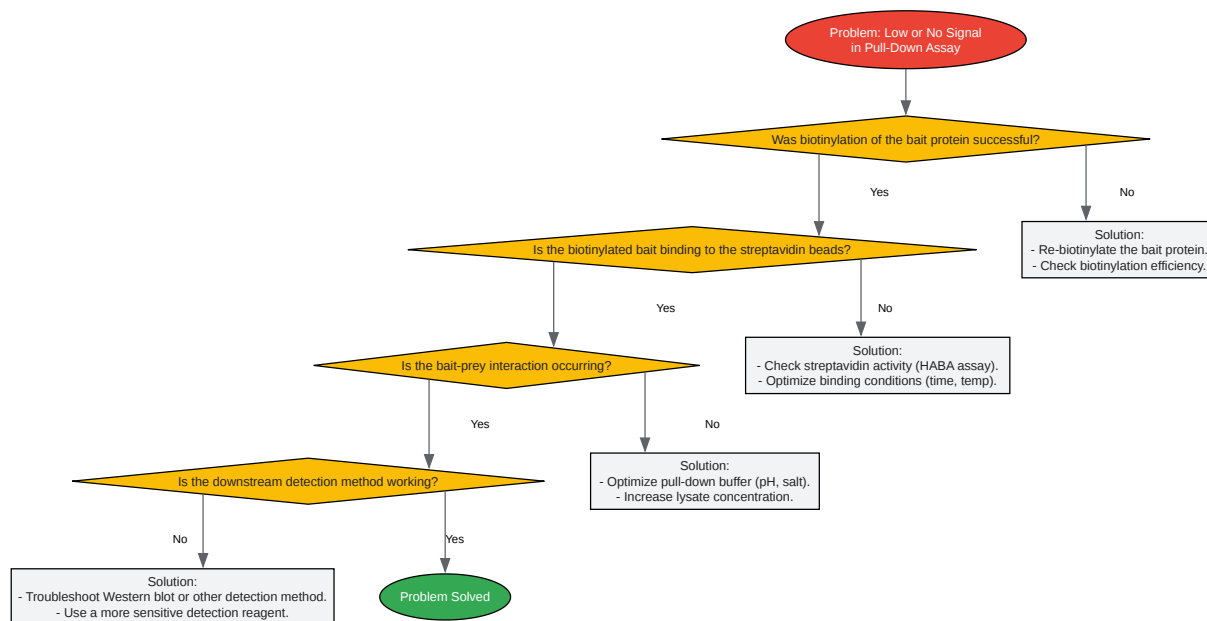 Problem: Low or No Signal
in Pull-Down Assay
Was biotinylation of the bait protein successful?
Yes
No
Solution:
- Re-biotinylate the bait protein.
- Check biotinylation efficiency.
Is the biotinylated bait binding to the streptavidin beads?
Yes
No
Solution:
- Check streptavidin activity (HABA assay).
- Optimize binding conditions (time, temp).
Is the bait-prey interaction occurring?
Yes
No
Solution:
- Optimize pull-down buffer (pH, salt).
- Increase lysate concentration.
Is the downstream detection method working?
No
Yes
Solution:
- Troubleshoot Western blot or other detection method.
- Use a more sensitive detection reagent.
Problem Solved